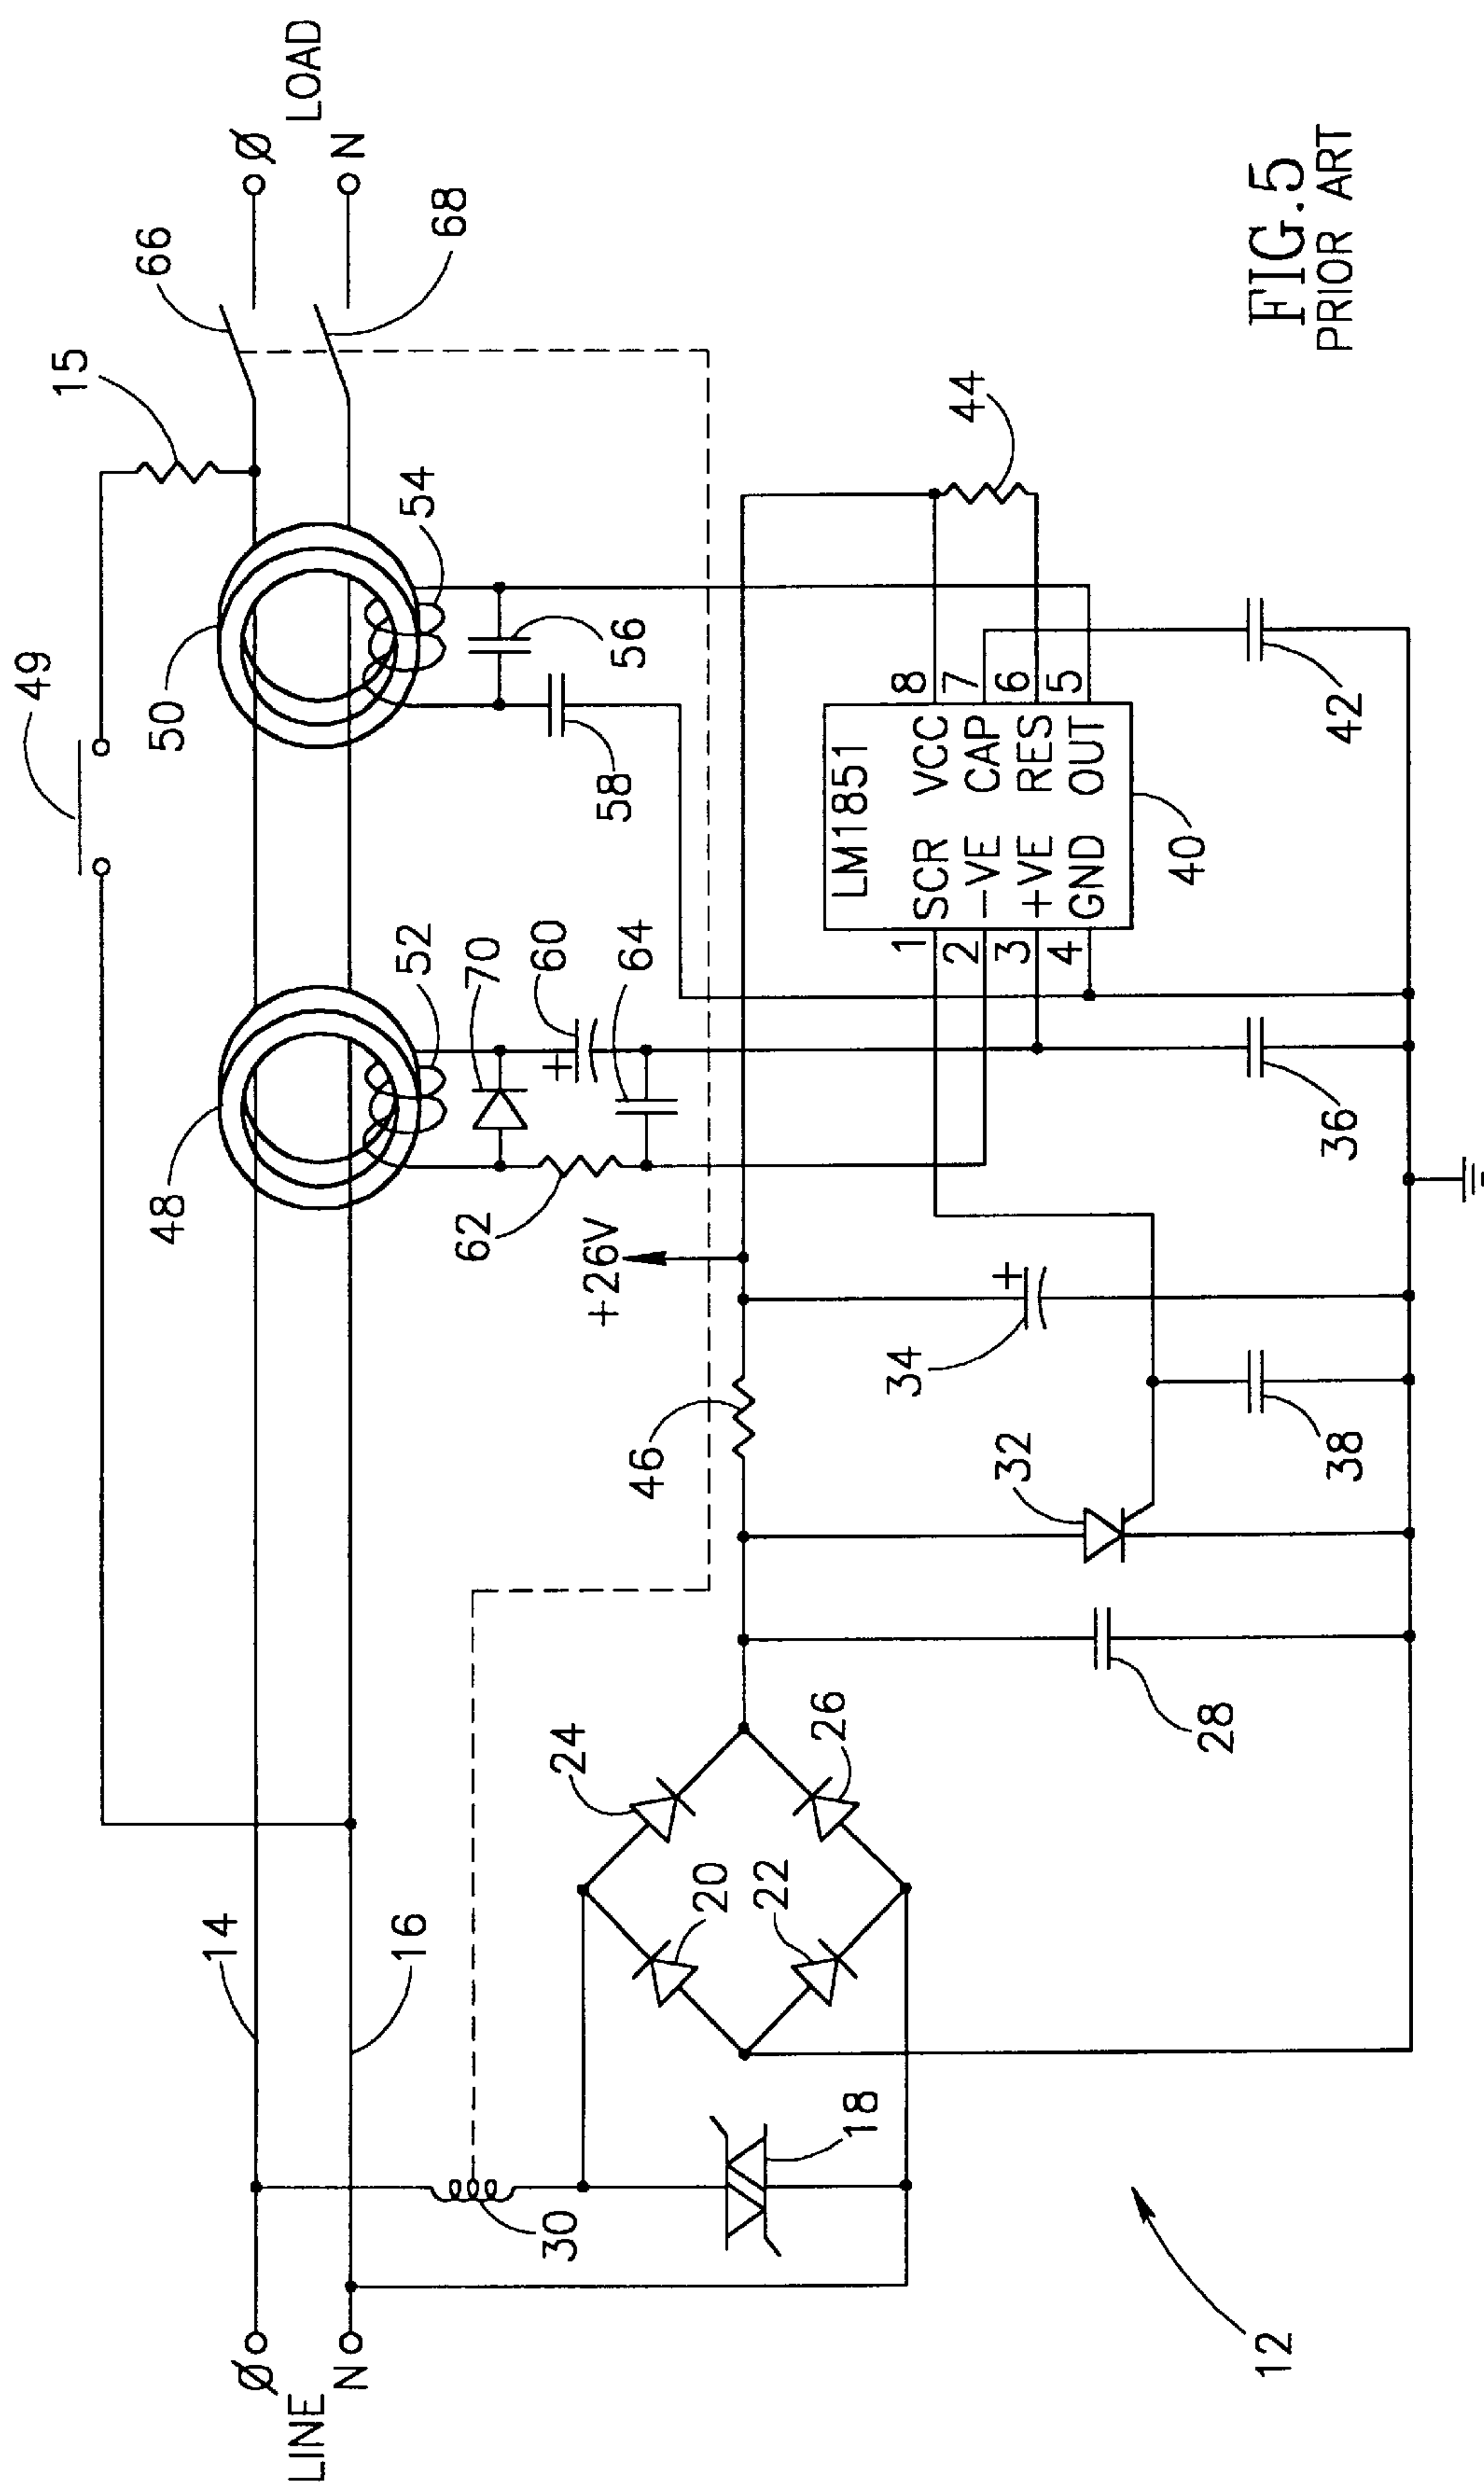 49
15
66
Ø
LOAD
N
68
50
54
56
58
48
52
70
60
64
62
+26V
44
LM1851
1 SCR VCC 8
2 -VE CAP 7
3 +VE RES 6
4 GND OUT 5
40
42
36
34
+
+
46
32
38
28
24
26
20
22
14
16
18
30
Ø
LINE
N
12
FIG.5
PRIOR ART